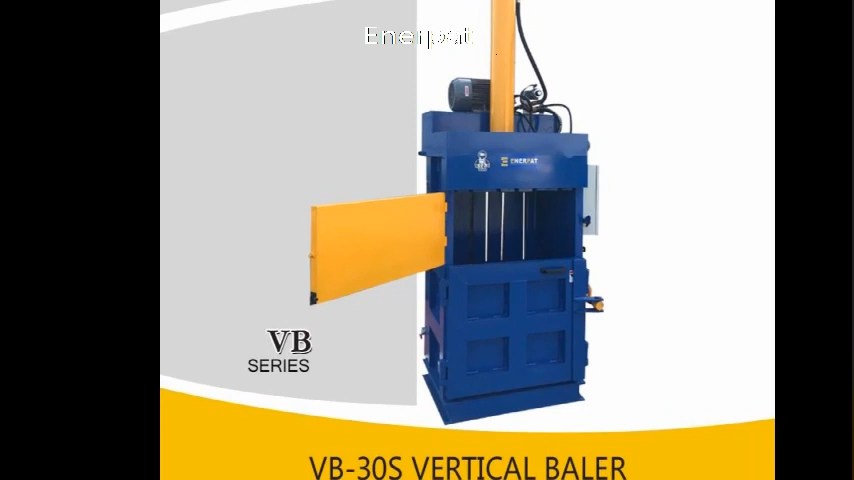 Enerpat
ENERPAT
VB
SERIES
VB-30S VERTICAL BALER